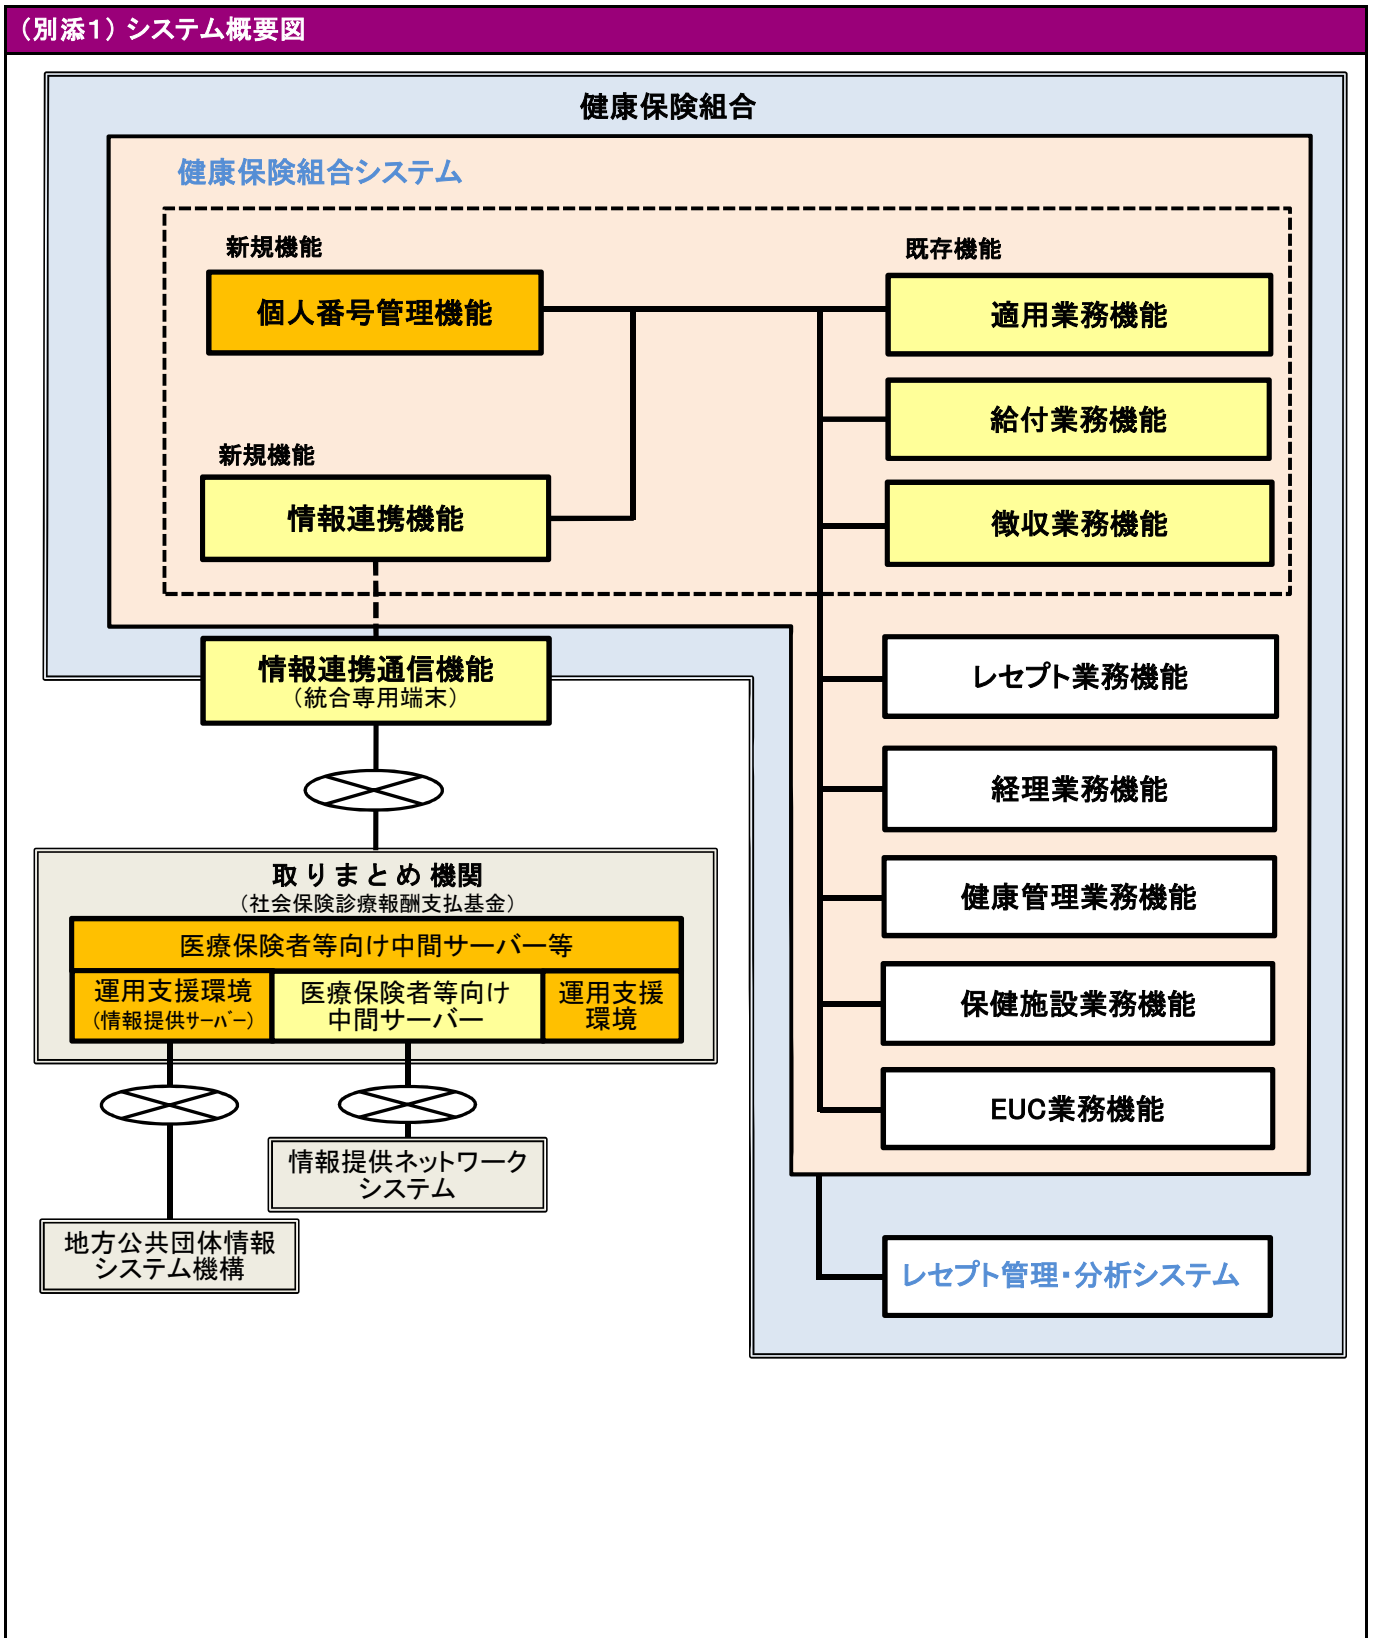 （別添１）システム概要図
健康保険組合
健康保険組合システム
新規機能
個人番号管理機能
新規機能
情報連携機能
既存機能
適用業務機能
給付業務機能
徴収業務機能
レセプト業務機能
経理業務機能
健康管理業務機能
保健施設業務機能
EUC業務機能
レセプト管理・分析システム
情報連携通信機能
（統合専用端末）
取りまとめ機関
（社会保険診療報酬支払基金）
医療保険者等向け中間サーバー等
運用支援環境
（情報提供ｻｰﾊﾞｰ）
医療保険者等向け
中間サーバー
運用支援
環境
情報提供ネットワーク
システム
地方公共団体情報
システム機構